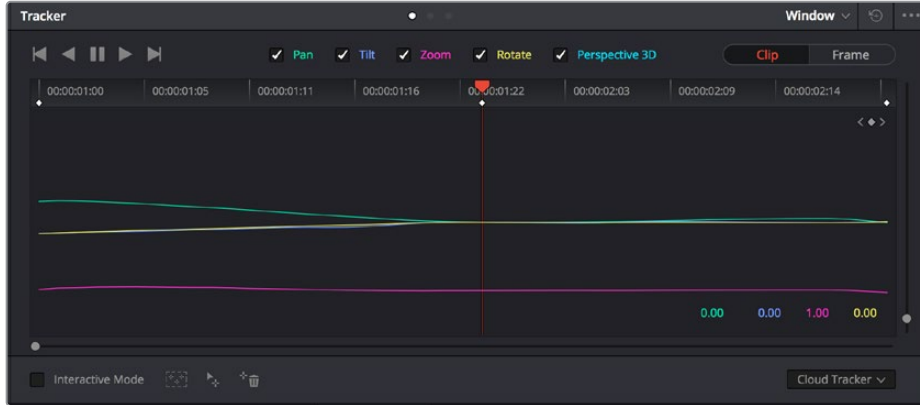 Tracker Window
Pan Tilt Zoom Rotate Perspective 3D Clip Frame
00:00:01:00 00:00:01:05 00:00:01:11 00:00:01:16 00:00:01:22 00:00:02:03 00:00:02:09 00:00:02:14
0.00 0.00 1.00 0.00
Interactive Mode Cloud Tracker